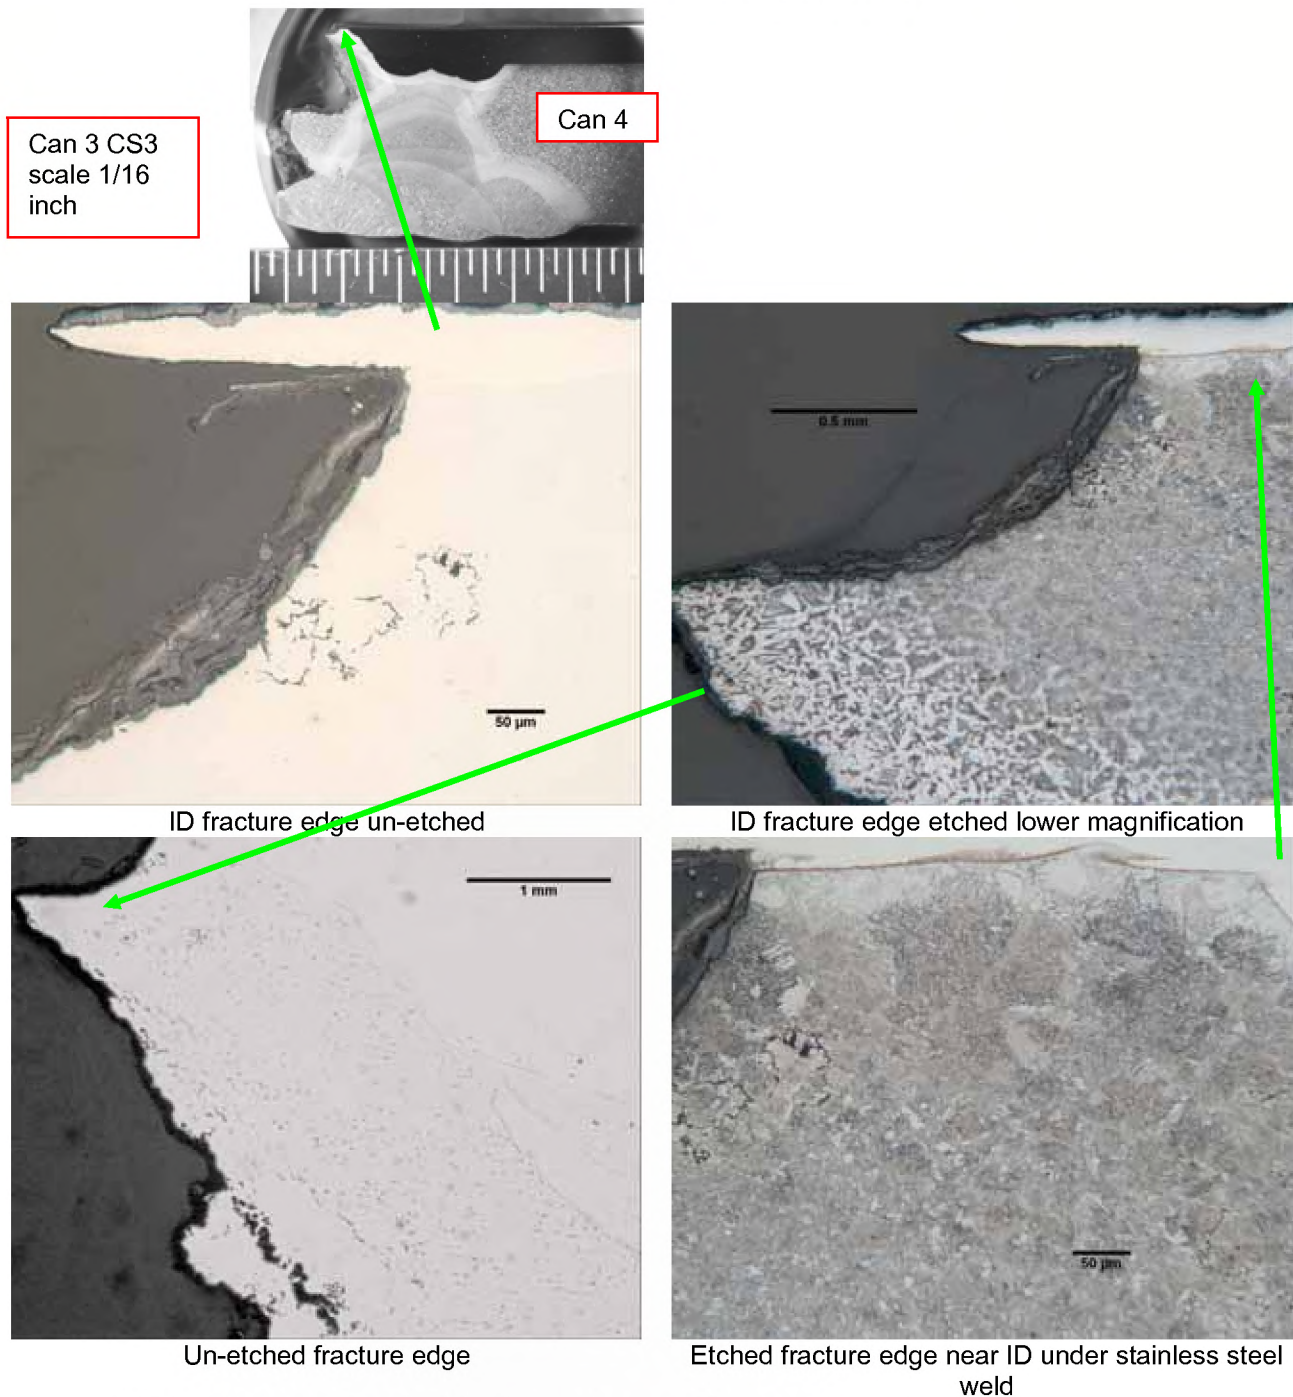 Can 3 CS3
scale 1/16
inch
Can 4
50 µm
0.5 mm
ID fracture edge un-etched
ID fracture edge etched lower magnification
1 mm
50 µm
Un-etched fracture edge
Etched fracture edge near ID under stainless steel
weld